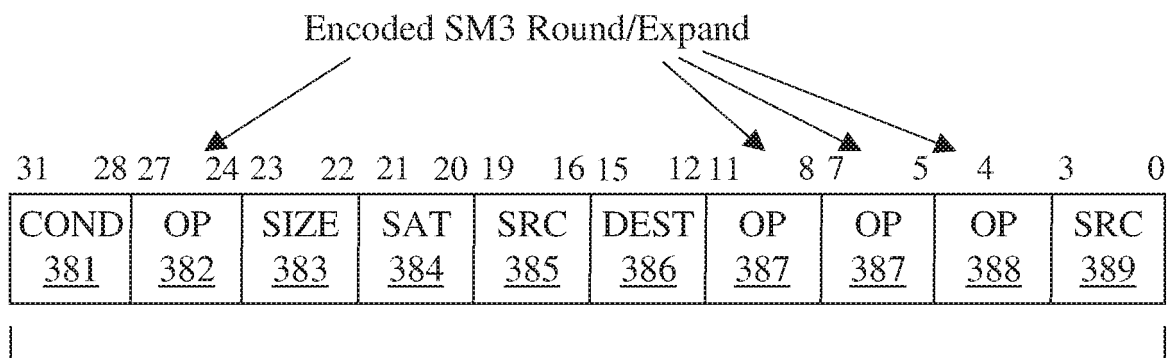 Encoded SM3 Round/Expand
31 28 27 24 23 22 21 20 19 16 15 12 11 8 7 5 4 3 0
COND OP SIZE SAT SRC DEST OP OP OP SRC
381 382 383 384 385 386 387 387 388 389